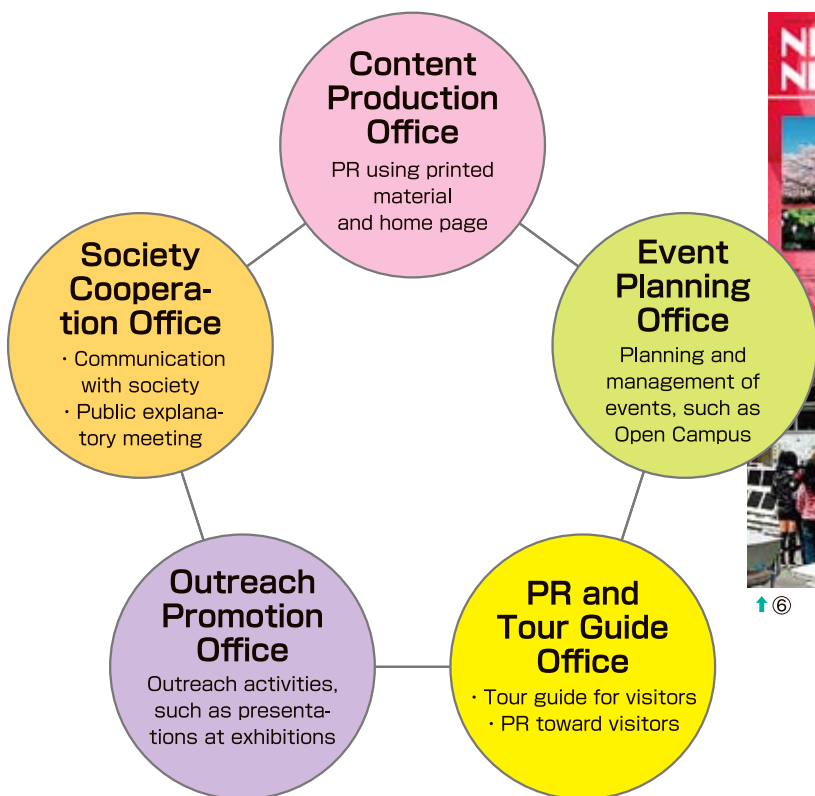 Content
Production
Office
PR using printed
material
and home page
Society
Coopera-
tion Office
・Communication
with society
・Public explana-
tory meeting
Event
Planning
Office
Planning and
management of
events, such as
Open Campus
Outreach
Promotion
Office
Outreach activities,
such as presenta-
tions at exhibitions
PR and
Tour Guide
Office
・Tour guide for visitors
・PR toward visitors
⬆⑥